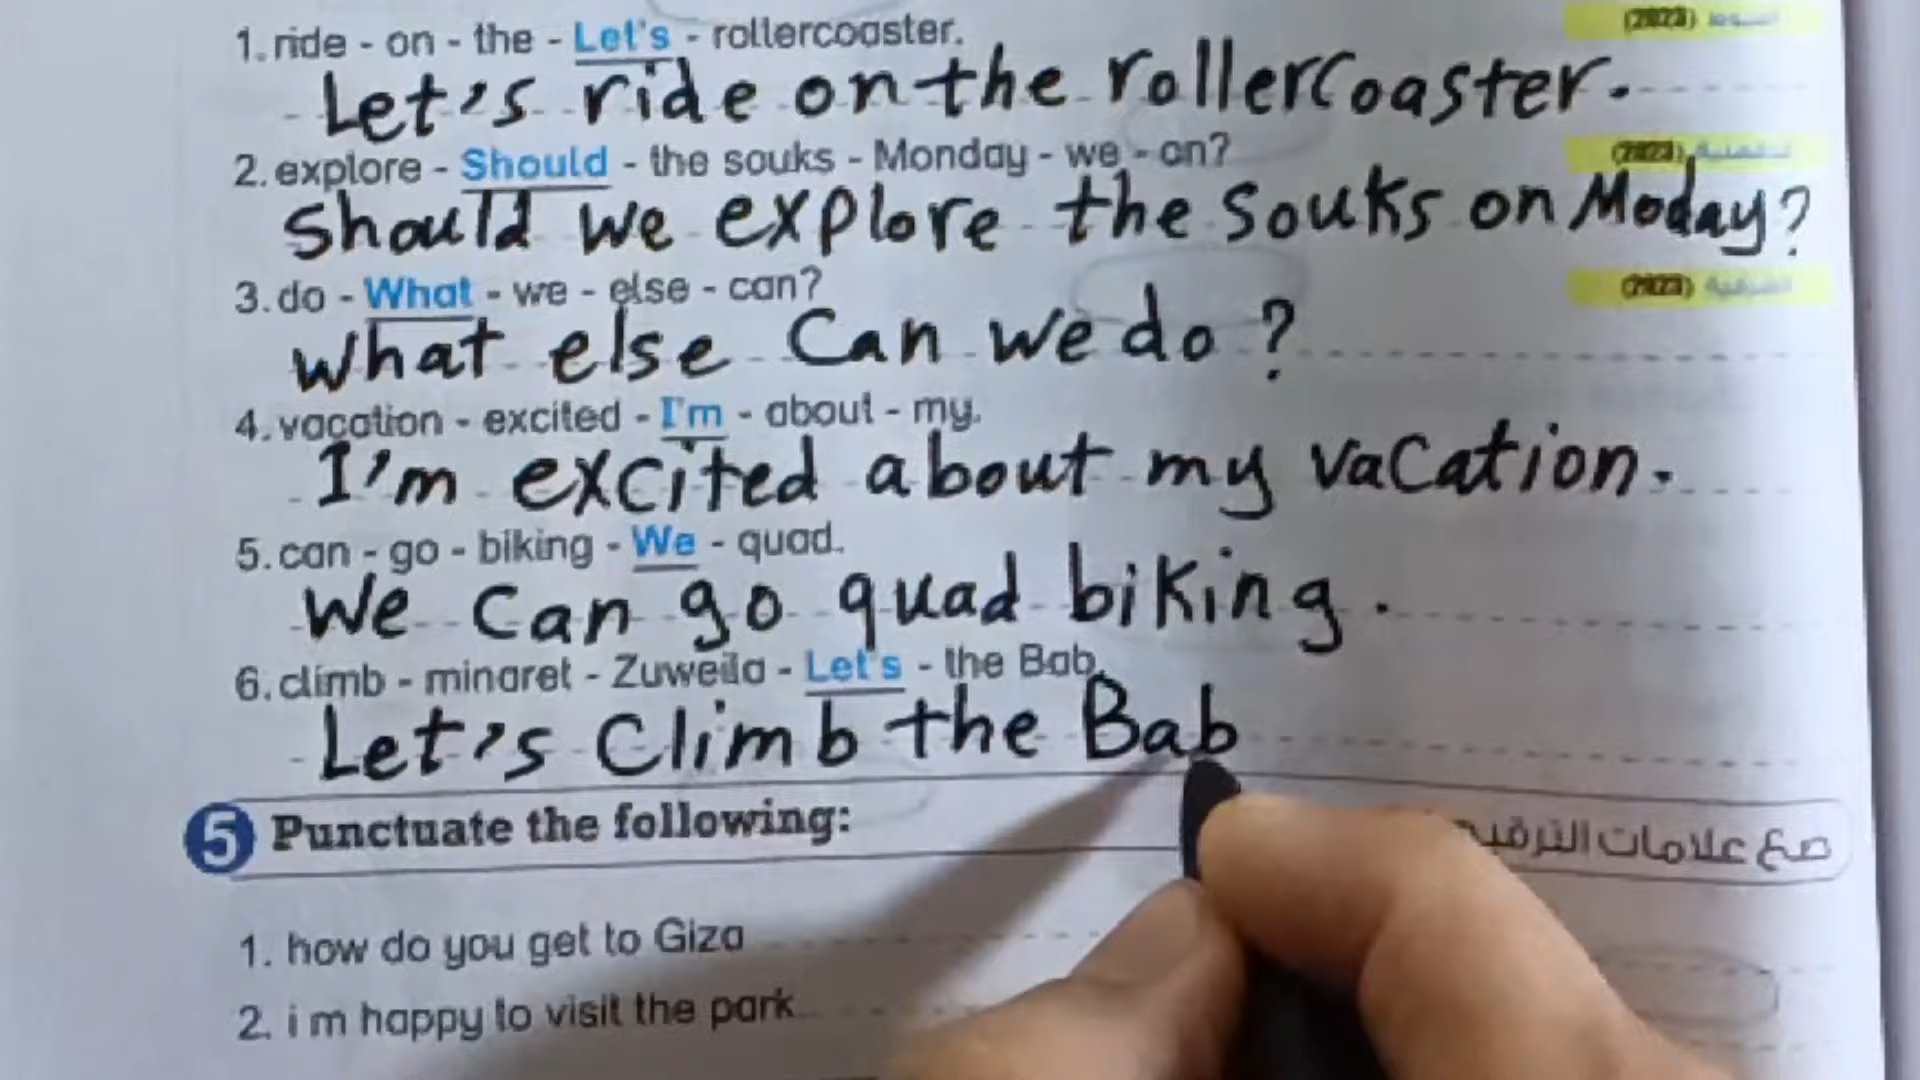 1. ride - on - the - Let's - rollercoaster.
Let's ride on the rollercoaster.
2. explore - Should - the souks - Monday - we - on?
Should we explore the souks on Moday?
3. do - What - we - else - can?
What else can we do?
4. vacation - excited - I'm - about - my.
I'm excited about my vacation.
5. can - go - biking - We - quad.
We can go quad biking.
6. climb - minaret - Zuweila - Let's - the Bab.
Let's climb the Bab
5 Punctuate the following: ضع علامات الترقيم
1. how do you get to Giza
2. i m happy to visit the park